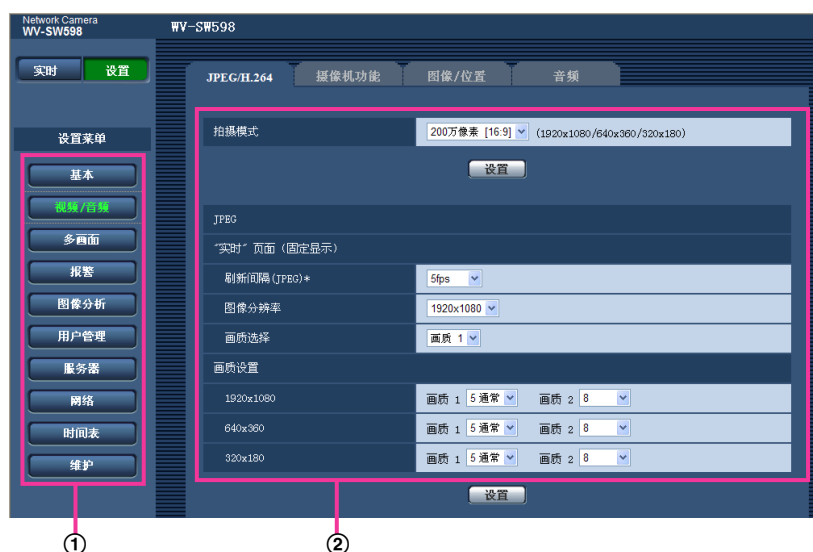 Network Camera
WV-SW598
WV-SW598
实时 设置
JPEG/H.264 摄像机功能 图像/位置 音频
设置菜单
基本
视频/音频
多画面
报警
图像分析
用户管理
服务器
网络
时间表
维护
拍摄模式 200万像素 [16:9] (1920x1080/640x360/320x180)
设置
JPEG
“实时” 页面（固定显示）
刷新间隔(JPEG)* 5fps
图像分辨率 1920x1080
画质选择 画质 1
画质设置
1920x1080 画质 1 5 通常 画质 2 8
640x360 画质 1 5 通常 画质 2 8
320x180 画质 1 5 通常 画质 2 8
设置
① ②